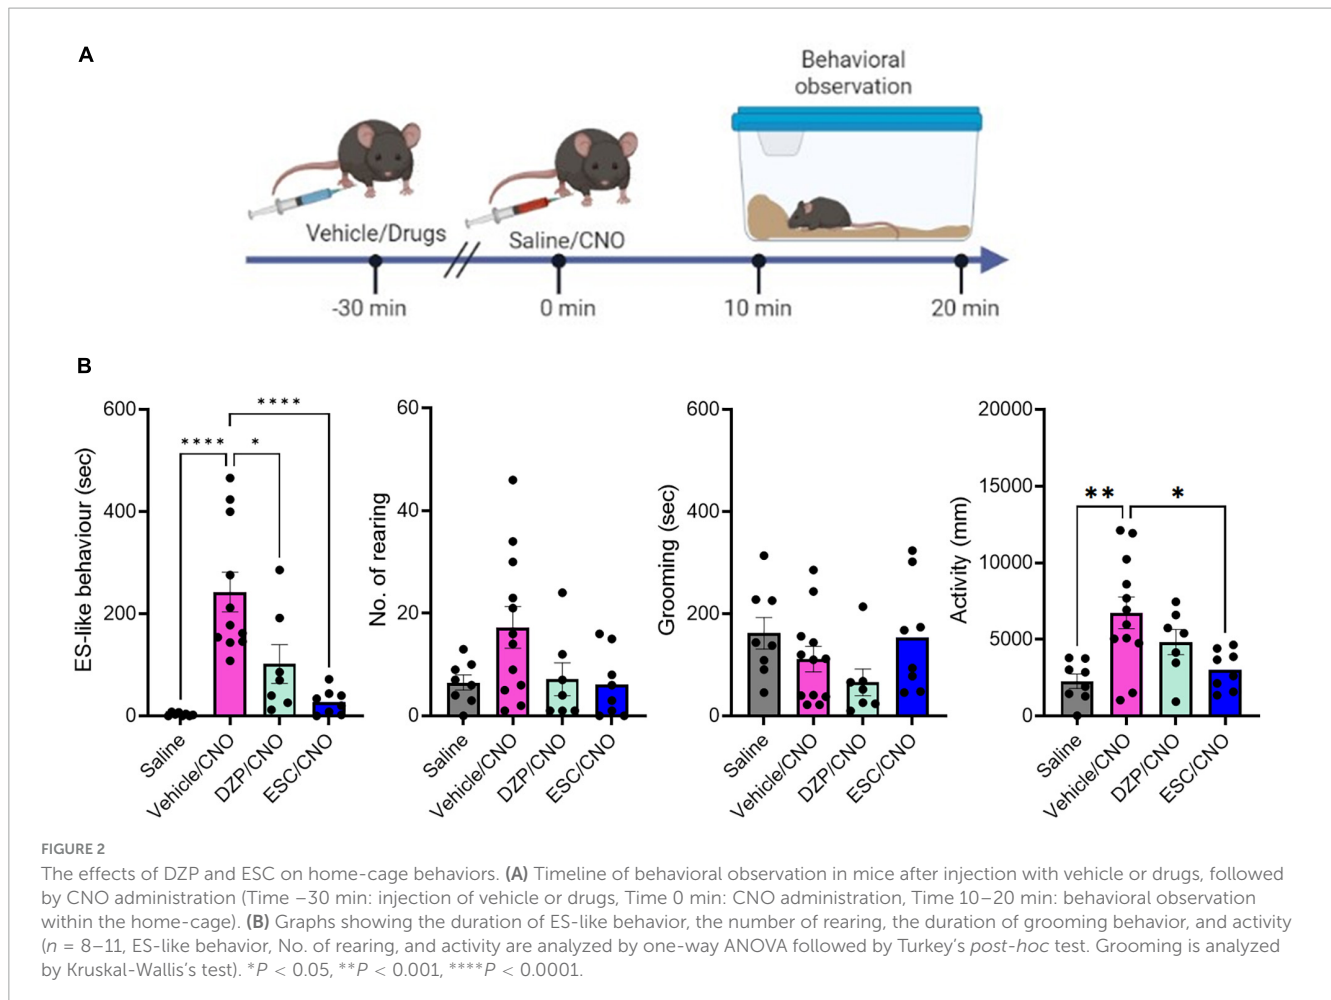 A
Behavioral
observation
Vehicle/Drugs
Saline/CNO
-30 min
0 min
10 min
20 min
B
ES-like behaviour (sec)
600
400
200
0
****
****
*
Saline
Vehicle/CNO
DZP/CNO
ESC/CNO
No. of rearing
60
40
20
0
Saline
Vehicle/CNO
DZP/CNO
ESC/CNO
Grooming (sec)
600
400
200
0
Saline
Vehicle/CNO
DZP/CNO
ESC/CNO
Activity (mm)
20000
15000
10000
5000
0
**
*
Saline
Vehicle/CNO
DZP/CNO
ESC/CNO
FIGURE 2
The effects of DZP and ESC on home-cage behaviors. (A) Timeline of behavioral observation in mice after injection with vehicle or drugs, followed
by CNO administration (Time −30 min: injection of vehicle or drugs, Time 0 min: CNO administration, Time 10–20 min: behavioral observation
within the home-cage). (B) Graphs showing the duration of ES-like behavior, the number of rearing, the duration of grooming behavior, and activity
(n = 8–11, ES-like behavior, No. of rearing, and activity are analyzed by one-way ANOVA followed by Turkey's post-hoc test. Grooming is analyzed
by Kruskal-Wallis's test). *P < 0.05, **P < 0.001, ****P < 0.0001.